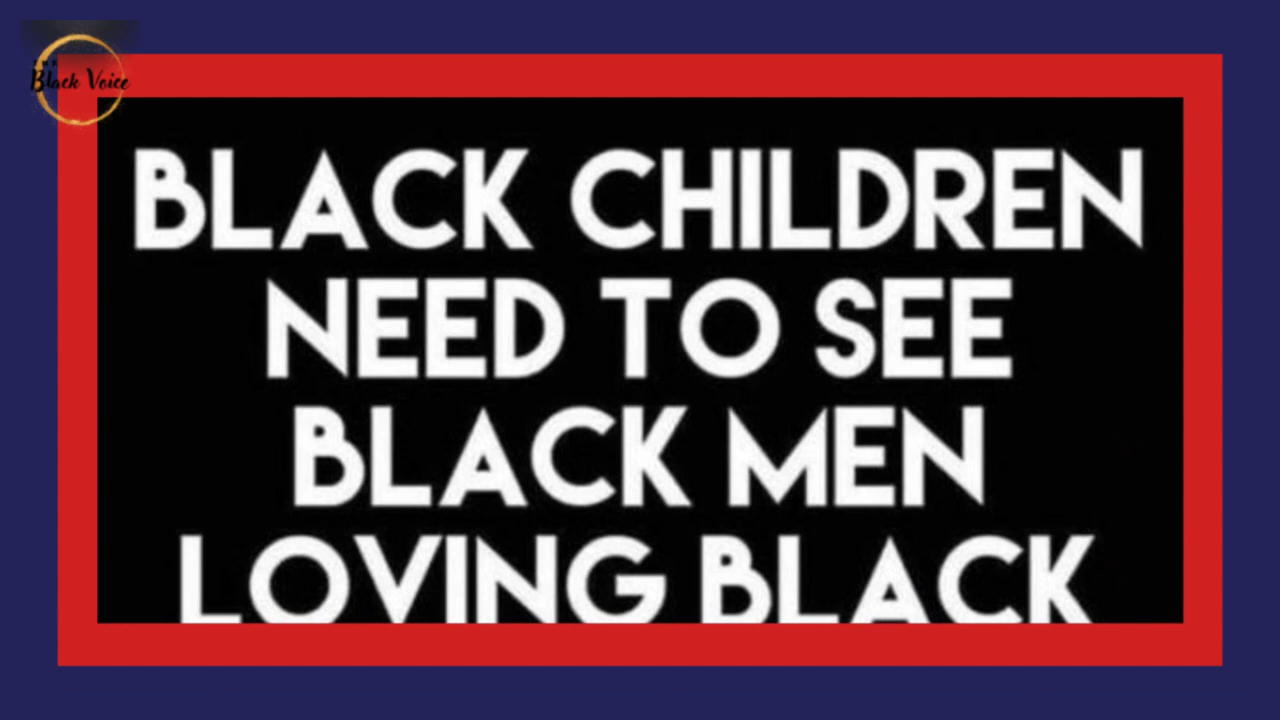 Black Voice
BLACK CHILDREN
NEED TO SEE
BLACK MEN
LOVING BLACK